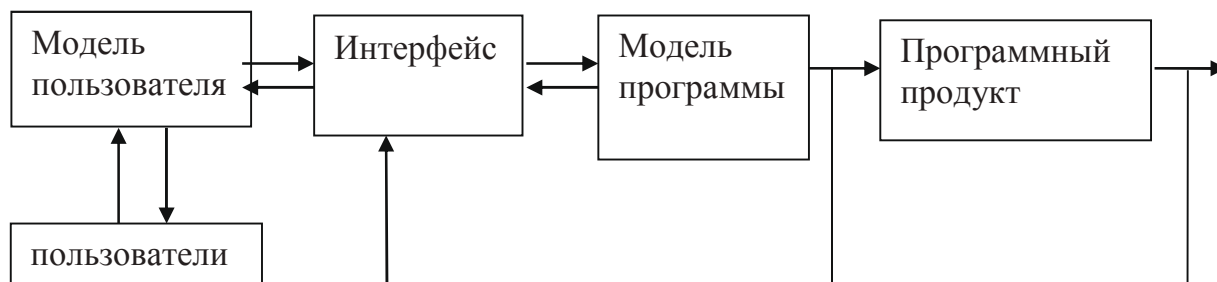 Модель
пользователя
Интерфейс
Модель
программы
Программный
продукт
пользователи